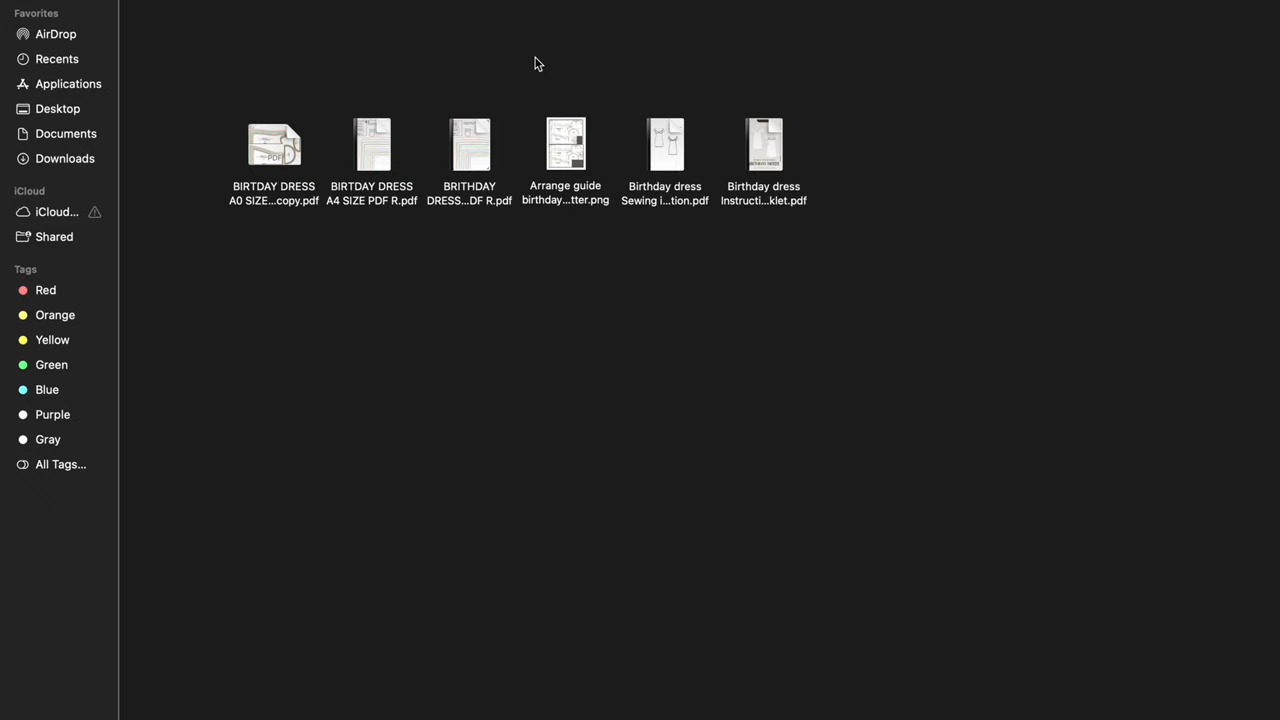 Favorites
AirDrop
Recents
Applications
Desktop
Documents
Downloads
iCloud
iCloud...
Shared
Tags
Red
Orange
Yellow
Green
Blue
Purple
Gray
All Tags...
PDF
BIRTDAY DRESS
A0 SIZE...copy.pdf
BIRTDAY DRESS
A4 SIZE PDF R.pdf
BRITHDAY
DRESS...DF R.pdf
Arrange guide
birthday...tter.png
Birthday dress
Sewing i...tion.pdf
Birthday dress
Instructi...klet.pdf